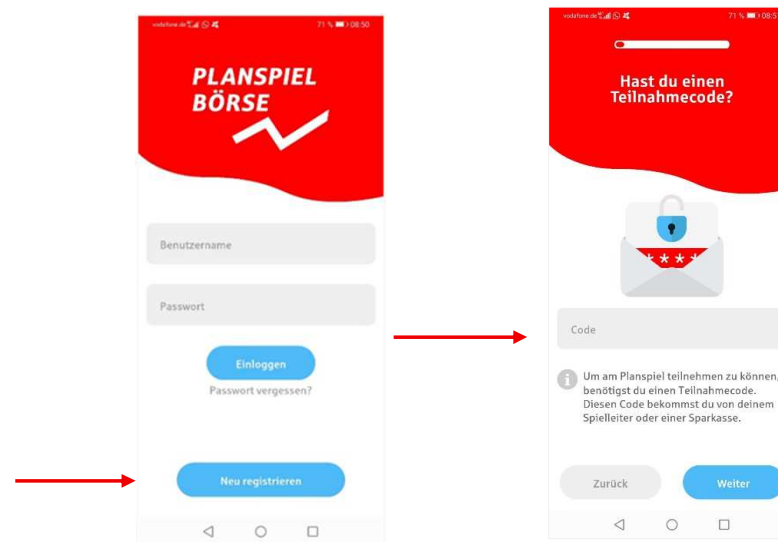 vodafone.de
71 % 08:50
PLANSPIEL
BÖRSE
Benutzername
Passwort
Einloggen
Passwort vergessen?
Neu registrieren
vodafone.de
71 % 08:5
Hast du einen
Teilnahmecode?
****
Code
Um am Planspiel teilnehmen zu können,
benötigst du einen Teilnahmecode.
Diesen Code bekommst du von deinem
Spielleiter oder einer Sparkasse.
Zurück
Weiter